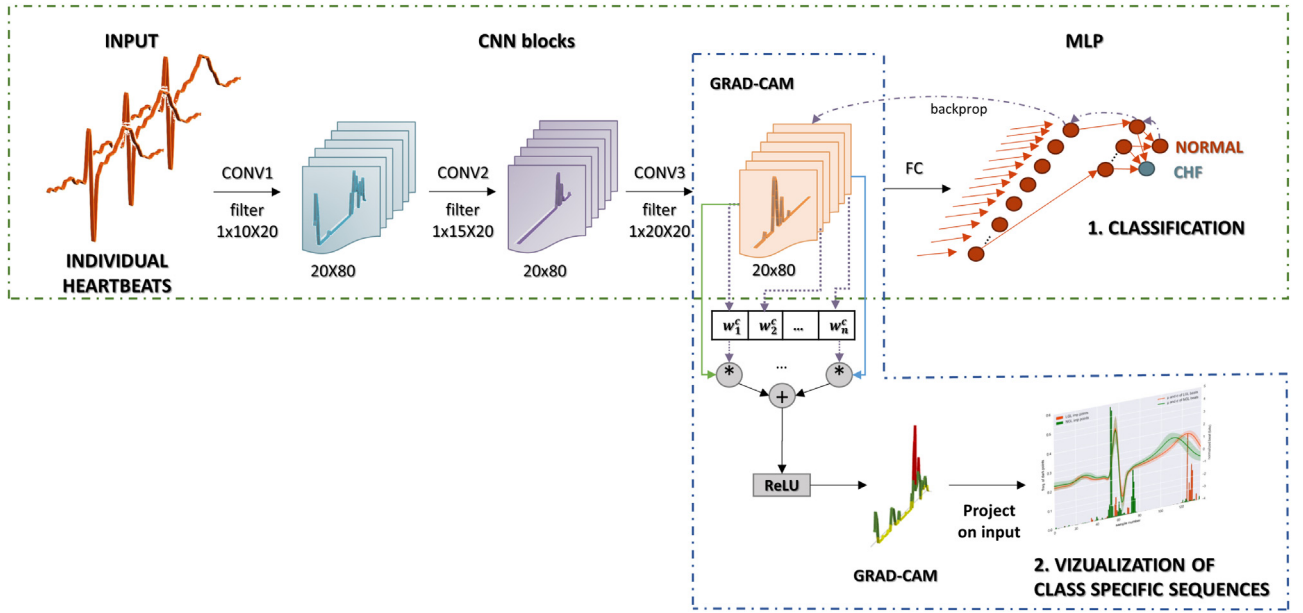 INPUT
CNN blocks
MLP
GRAD-CAM
backprop
CONV1
filter
1x10X20
CONV2
filter
1x15X20
CONV3
filter
1x20X20
FC
NORMAL
CHF
1. CLASSIFICATION
INDIVIDUAL
HEARTBEATS
20X80
20x80
20x80
w₁ᶜ w₂ᶜ ... wₙᶜ
* ... *
+
ReLU
Project
on input
GRAD-CAM
2. VIZUALIZATION OF
CLASS SPECIFIC SEQUENCES